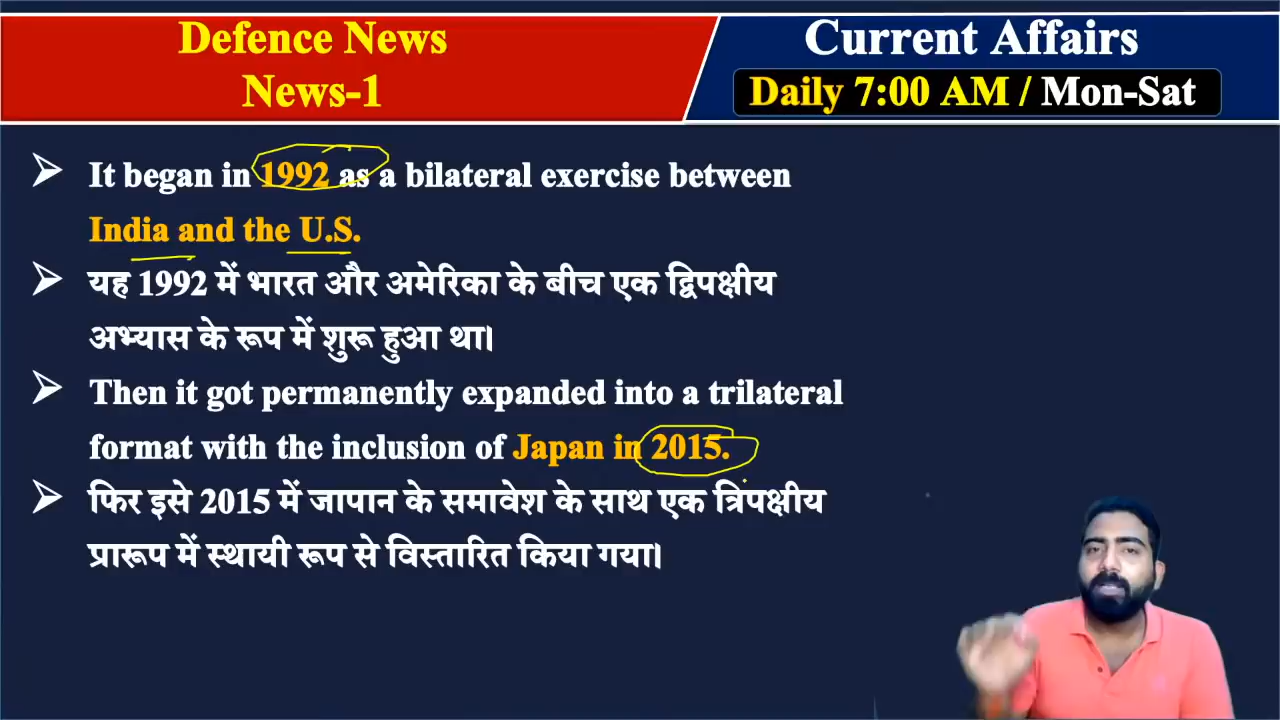 Defence News
News-1
Current Affairs
Daily 7:00 AM / Mon-Sat
It began in 1992 as a bilateral exercise between
India and the U.S.
यह 1992 में भारत और अमेरिका के बीच एक द्विपक्षीय
अभ्यास के रूप में शुरू हुआ था।
Then it got permanently expanded into a trilateral
format with the inclusion of Japan in 2015.
फिर इसे 2015 में जापान के समावेश के साथ एक त्रिपक्षीय
प्रारूप में स्थायी रूप से विस्तारित किया गया।